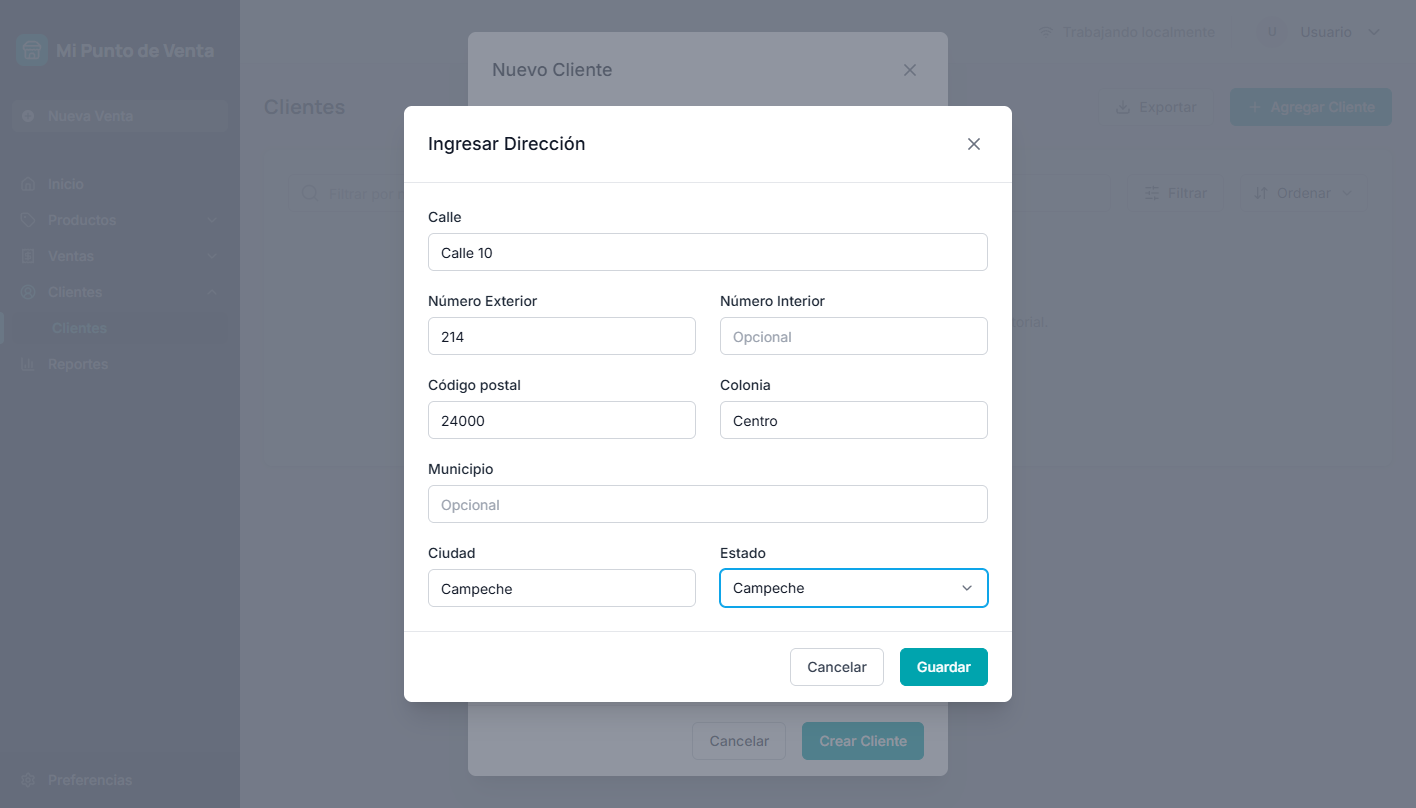 Mi Punto de Venta
Trabajando localmente
U
Usuario
Nuevo Cliente
Clientes
Exportar
Agregar Cliente
Nueva Venta
Ingresar Dirección
Inicio
Filtrar por
Filtrar
Ordenar
Productos
Calle
Calle 10
Ventas
Clientes
Número Exterior
Número Interior
Clientes
214
Opcional
Reportes
Código postal
Colonia
24000
Centro
Municipio
Opcional
Ciudad
Estado
Campeche
Campeche
Cancelar
Guardar
Cancelar
Crear Cliente
Preferencias